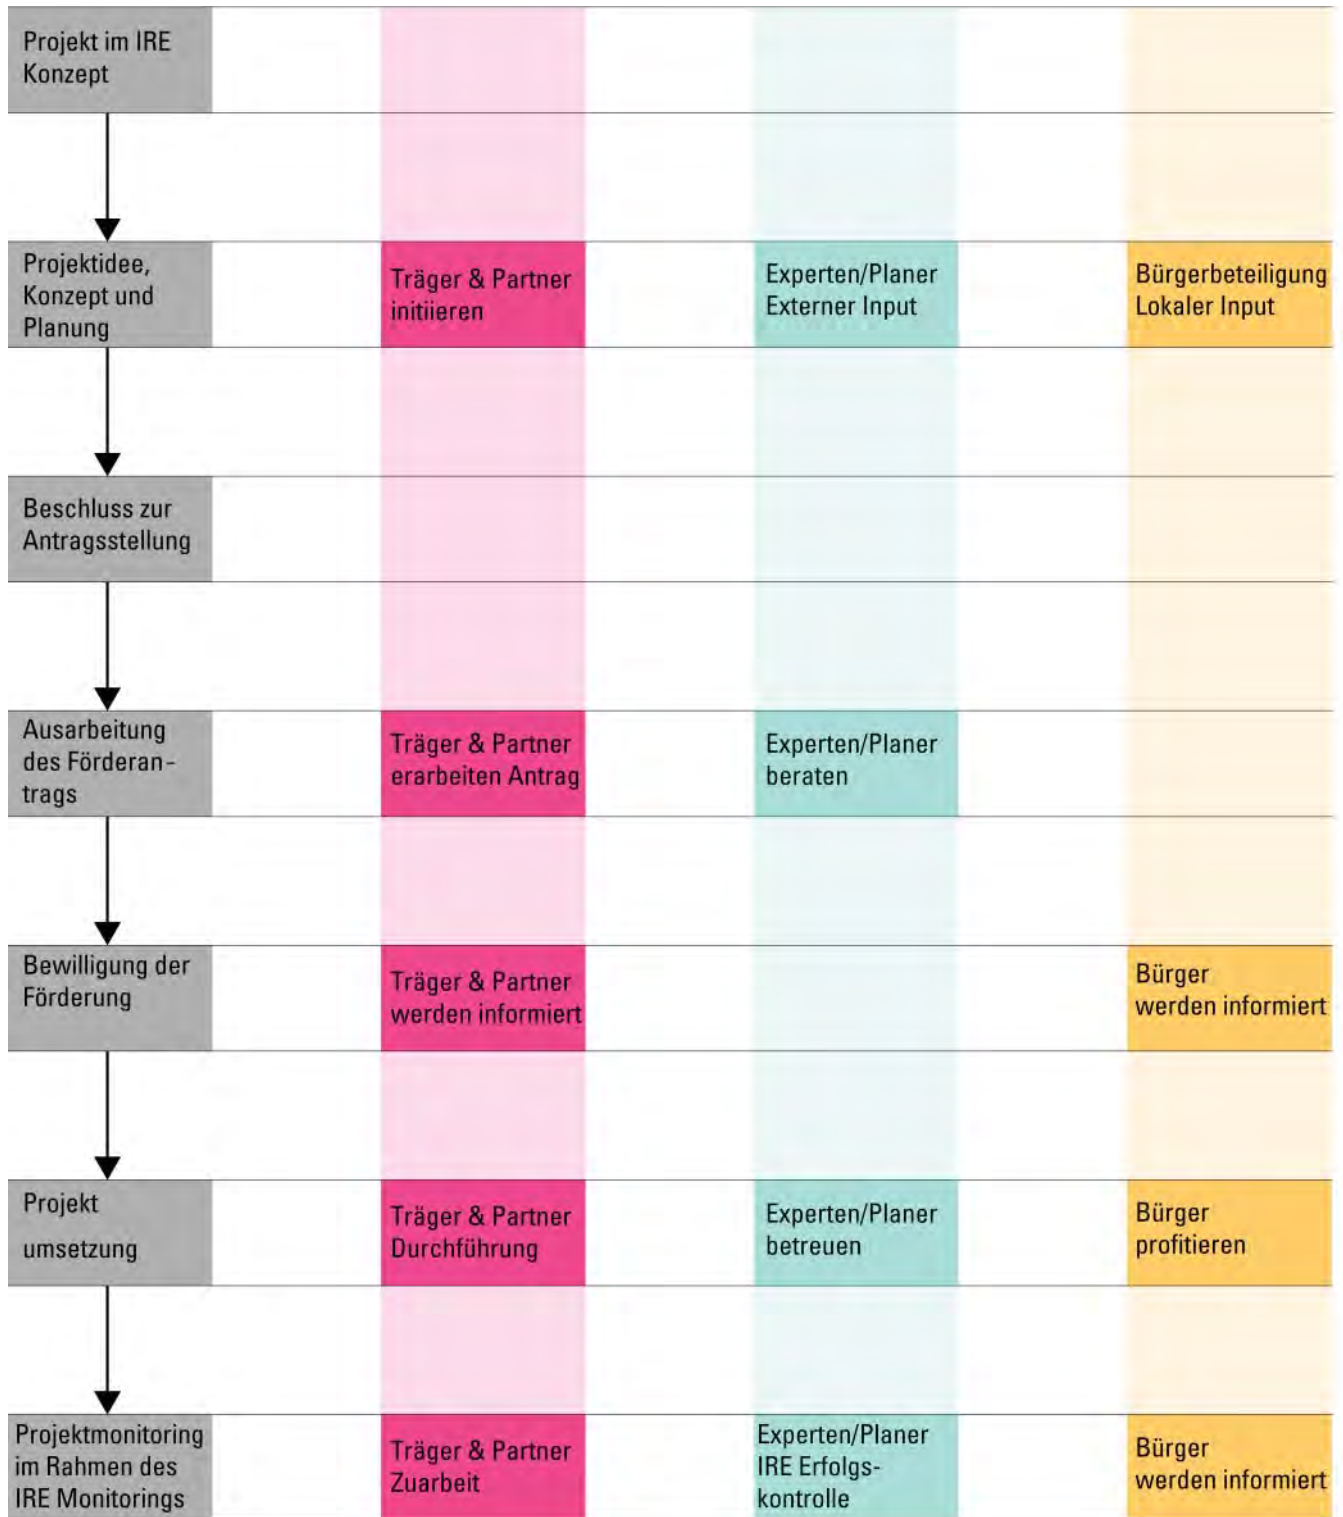 Projekt im IRE
Konzept
Projektidee,
Konzept und
Planung
Träger & Partner
initiieren
Experten/Planer
Externer Input
Bürgerbeteiligung
Lokaler Input
Beschluss zur
Antragsstellung
Ausarbeitung
des Förderan-
trags
Träger & Partner
erarbeiten Antrag
Experten/Planer
beraten
Bewilligung der
Förderung
Träger & Partner
werden informiert
Bürger
werden informiert
Projekt
umsetzung
Träger & Partner
Durchführung
Experten/Planer
betreuen
Bürger
profitieren
Projektmonitoring
im Rahmen des
IRE Monitorings
Träger & Partner
Zuarbeit
Experten/Planer
IRE Erfolgs-
kontrolle
Bürger
werden informiert